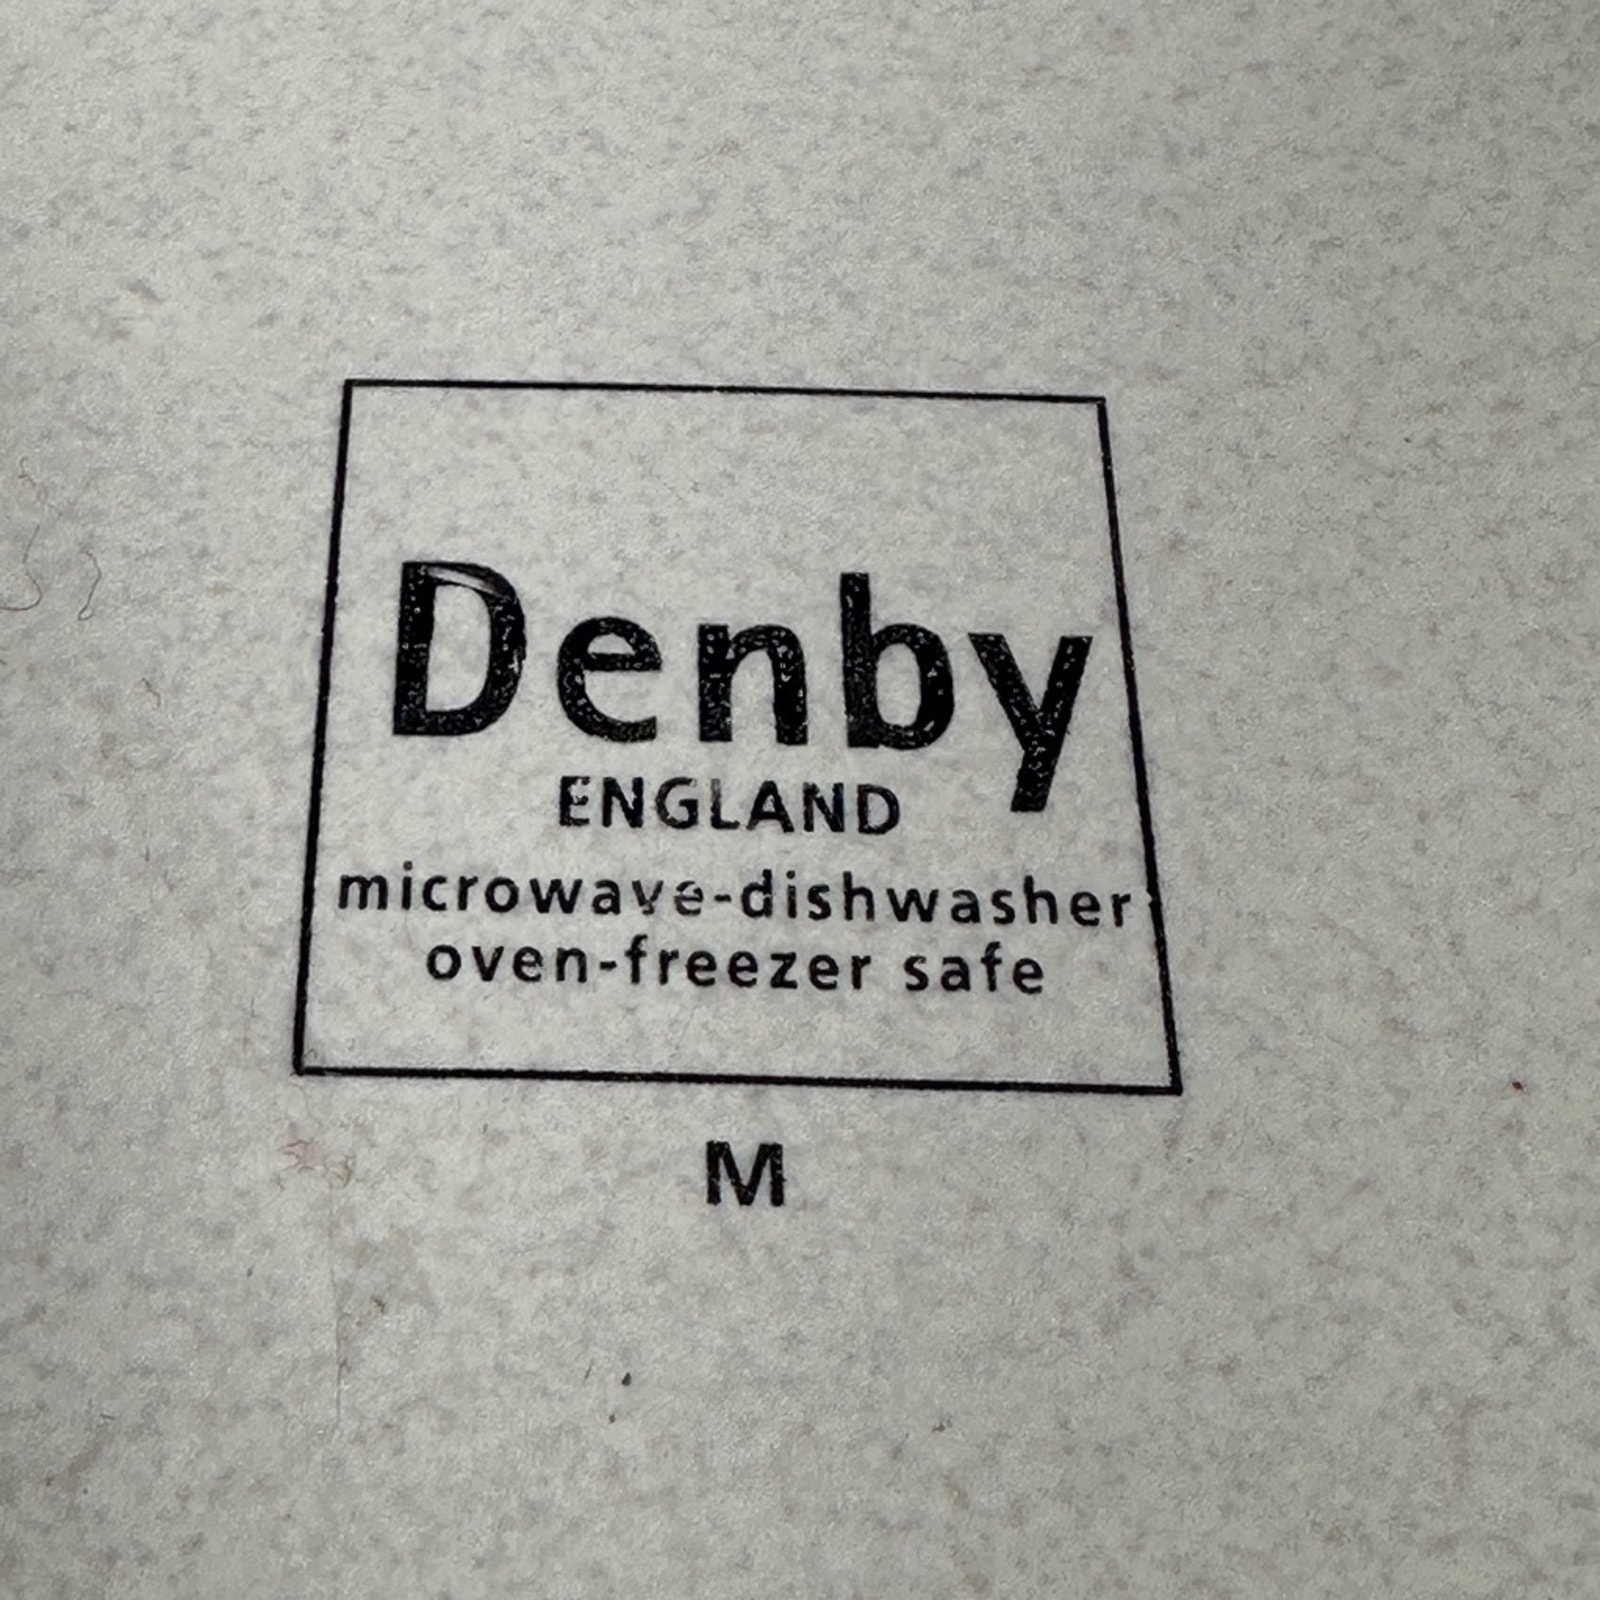 Denby
ENGLAND
microwave-dishwasher
oven-freezer safe
M